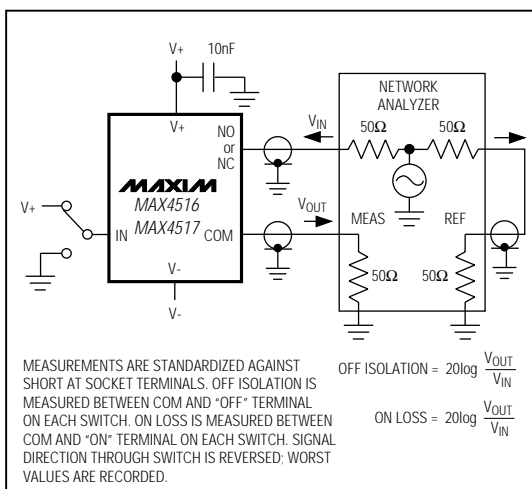 V+ 10nF
V+
NO
or
NC
MAXIM
MAX4516
MAX4517
COM
IN
V+
V-
V-
VIN
VOUT
NETWORK
ANALYZER
50Ω 50Ω
MEAS REF
50Ω 50Ω
MEASUREMENTS ARE STANDARDIZED AGAINST
SHORT AT SOCKET TERMINALS. OFF ISOLATION IS
MEASURED BETWEEN COM AND “OFF” TERMINAL
ON EACH SWITCH. ON LOSS IS MEASURED BETWEEN
COM AND “ON” TERMINAL ON EACH SWITCH. SIGNAL
DIRECTION THROUGH SWITCH IS REVERSED; WORST
VALUES ARE RECORDED.
OFF ISOLATION = 20log VOUT
VIN
ON LOSS = 20log VOUT
VIN